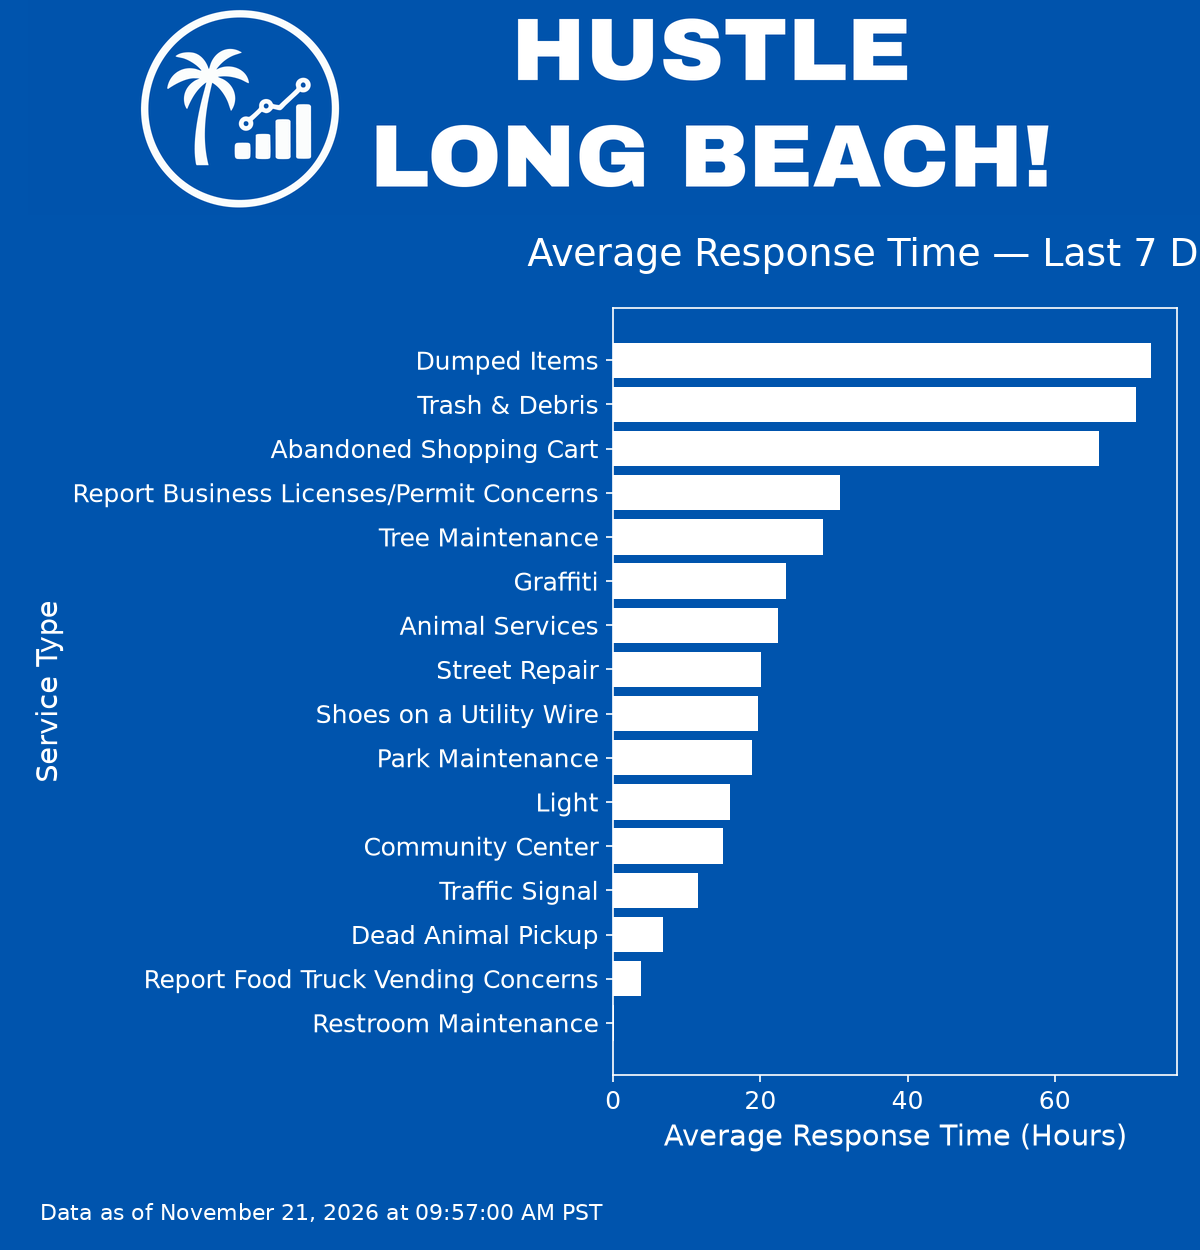 HUSTLE
LONG BEACH!
Average Response Time — Last 7 D
Dumped Items
Trash & Debris
Abandoned Shopping Cart
Report Business Licenses/Permit Concerns
Tree Maintenance
Graffiti
Animal Services
Street Repair
Shoes on a Utility Wire
Park Maintenance
Light
Community Center
Traffic Signal
Dead Animal Pickup
Report Food Truck Vending Concerns
Restroom Maintenance
Service Type
0 20 40 60
Average Response Time (Hours)
Data as of November 21, 2026 at 09:57:00 AM PST